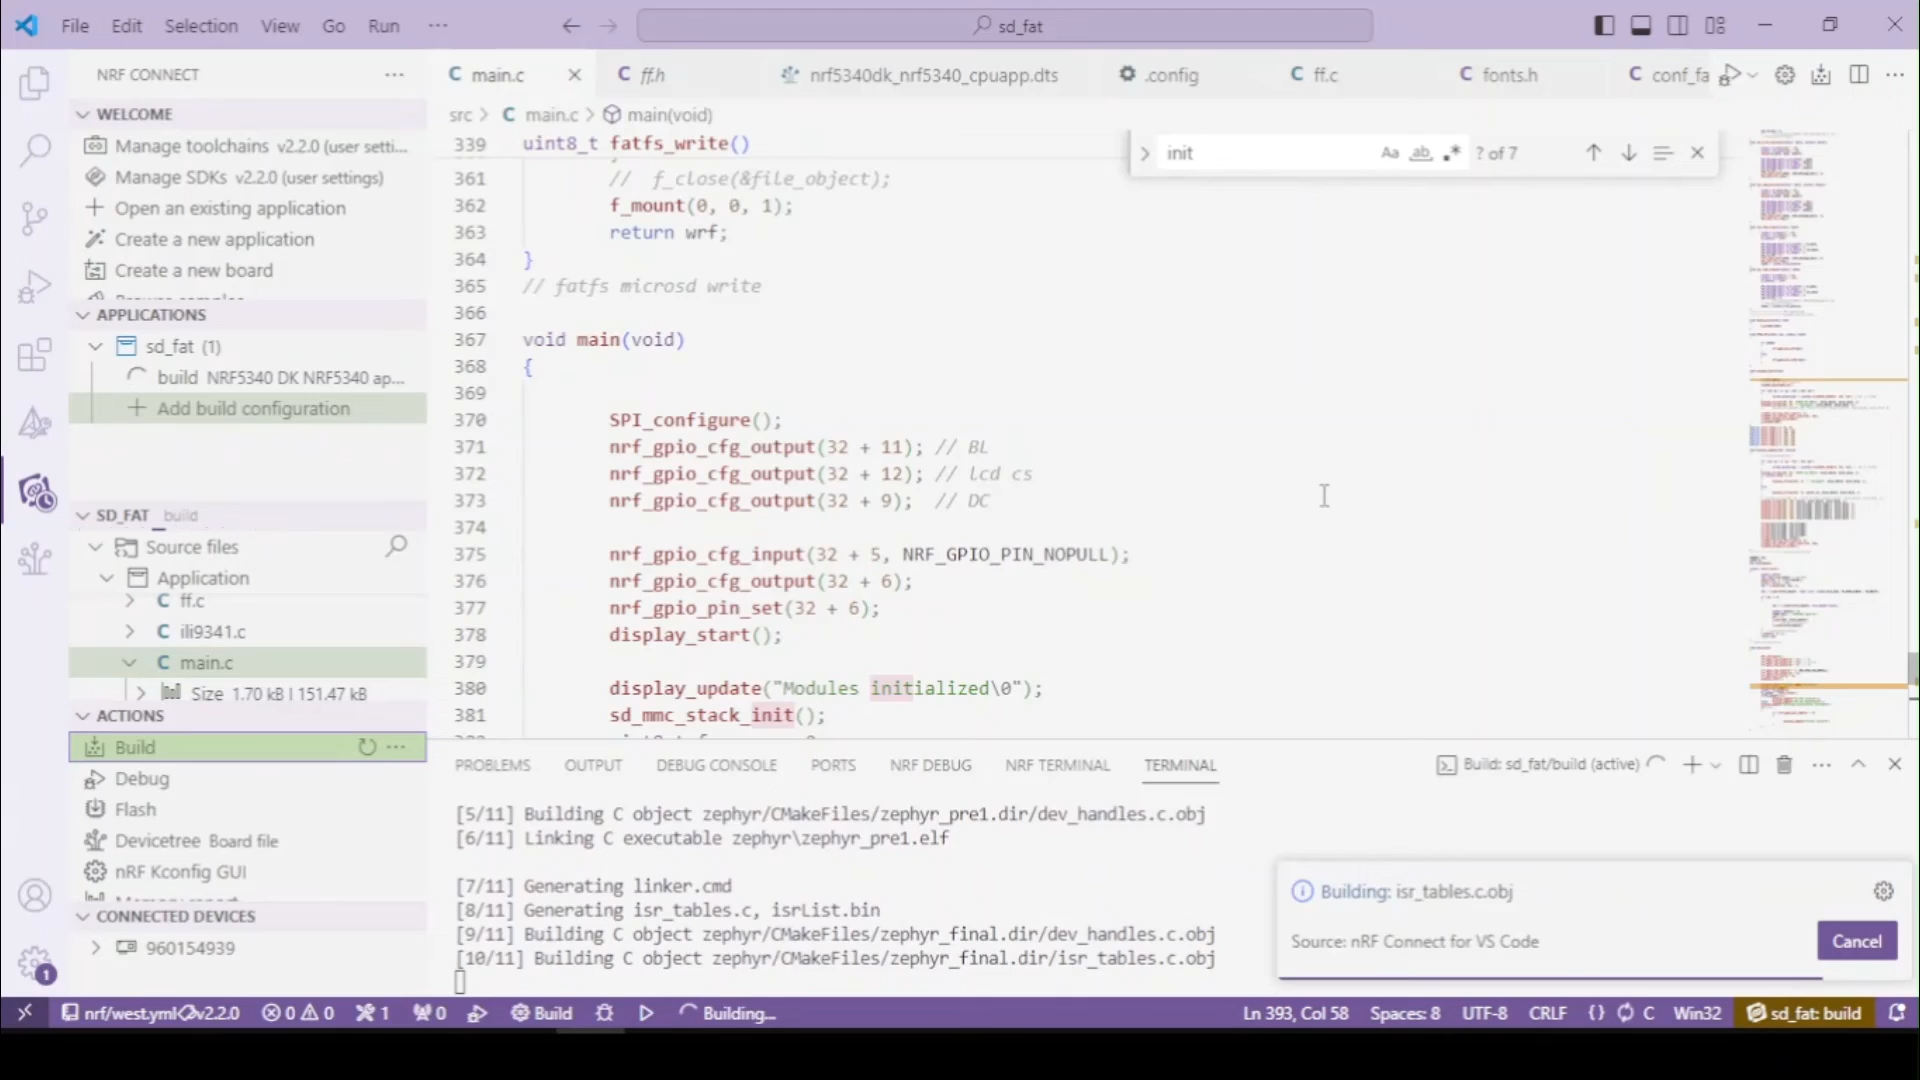 File Edit Selection View Go Run ··· sd_fat
NRF CONNECT ···
WELCOME
Manage toolchains v2.2.0 (user setti...
Manage SDKs v2.2.0 (user settings)
Open an existing application
Create a new application
Create a new board
APPLICATIONS
sd_fat (1)
build NRF5340 DK NRF5340 ap...
Add build configuration
SD_FAT build
Source files
Application
C ff.c
C ili9341.c
C main.c
Size 1.70 kB | 151.47 kB
ACTIONS
Build
Debug
Flash
Devicetree Board file
nRF Kconfig GUI
CONNECTED DEVICES
960154939
1
C main.c C ff.h nrf5340dk_nrf5340_cpuapp.dts .config C ff.c C fonts.h C conf_fa
src > C main.c > main(void)
init Aa ab .* ? of 7
339 uint8_t fatfs_write()
361 // f_close(&file_object);
362 f_mount(0, 0, 1);
363 return wrf;
364 }
365 // fatfs microsd write
366
367 void main(void)
368 {
369
370 SPI_configure();
371 nrf_gpio_cfg_output(32 + 11); // BL
372 nrf_gpio_cfg_output(32 + 12); // lcd cs
373 nrf_gpio_cfg_output(32 + 9); // DC
374
375 nrf_gpio_cfg_input(32 + 5, NRF_GPIO_PIN_NOPULL);
376 nrf_gpio_cfg_output(32 + 6);
377 nrf_gpio_pin_set(32 + 6);
378 display_start();
379
380 display_update("Modules initialized\0");
381 sd_mmc_stack_init();
PROBLEMS OUTPUT DEBUG CONSOLE PORTS NRF DEBUG NRF TERMINAL TERMINAL Build: sd_fat/build (active)
[5/11] Building C object zephyr/CMakeFiles/zephyr_pre1.dir/dev_handles.c.obj
[6/11] Linking C executable zephyr\zephyr_pre1.elf
[7/11] Generating linker.cmd
[8/11] Generating isr_tables.c, isrList.bin
[9/11] Building C object zephyr/CMakeFiles/zephyr_final.dir/dev_handles.c.obj
[10/11] Building C object zephyr/CMakeFiles/zephyr_final.dir/isr_tables.c.obj
Building: isr_tables.c.obj
Source: nRF Connect for VS Code
Cancel
nrf/west.yml v2.2.0 0 0 1 0 Build Building... Ln 393, Col 58 Spaces: 8 UTF-8 CRLF {} C Win32 sd_fat: build